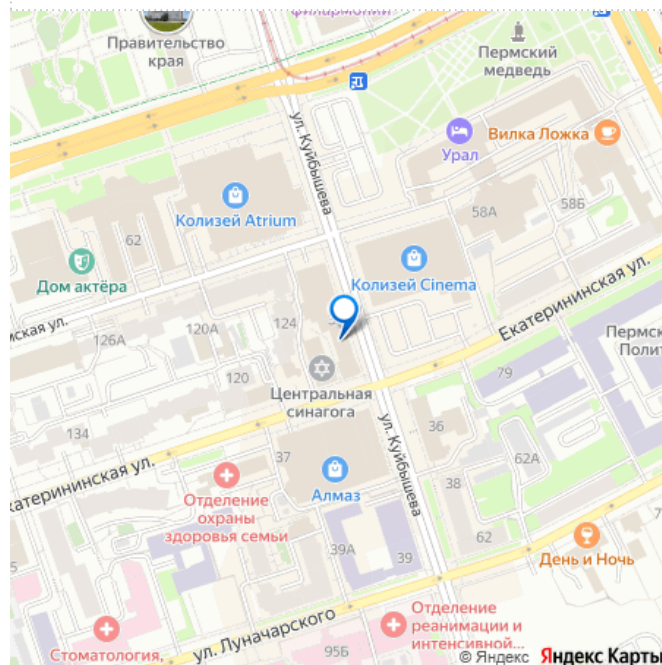 филармонии
Правительство
края
Пермский
медведь
ул. Куйбышева
Урал
Вилка Ложка
58А
58Б
Колизей Atrium
62
Дом актёра
Колизей Cinema
Екатерининская ул.
мская ул.
126А
120А
124
120
Пермск
Полит
79
Центральная
синагога
134
37
36
ул. Куйбышева
катерининская ул.
62А
Отделение
охраны
здоровья семьи
Алмаз
38
39А
39
62
День и Ночь
ул. Луначарского
Отделение
реанимации и
интенсивной...
Стоматология,
95Б
© Яндекс Яндекс Карты